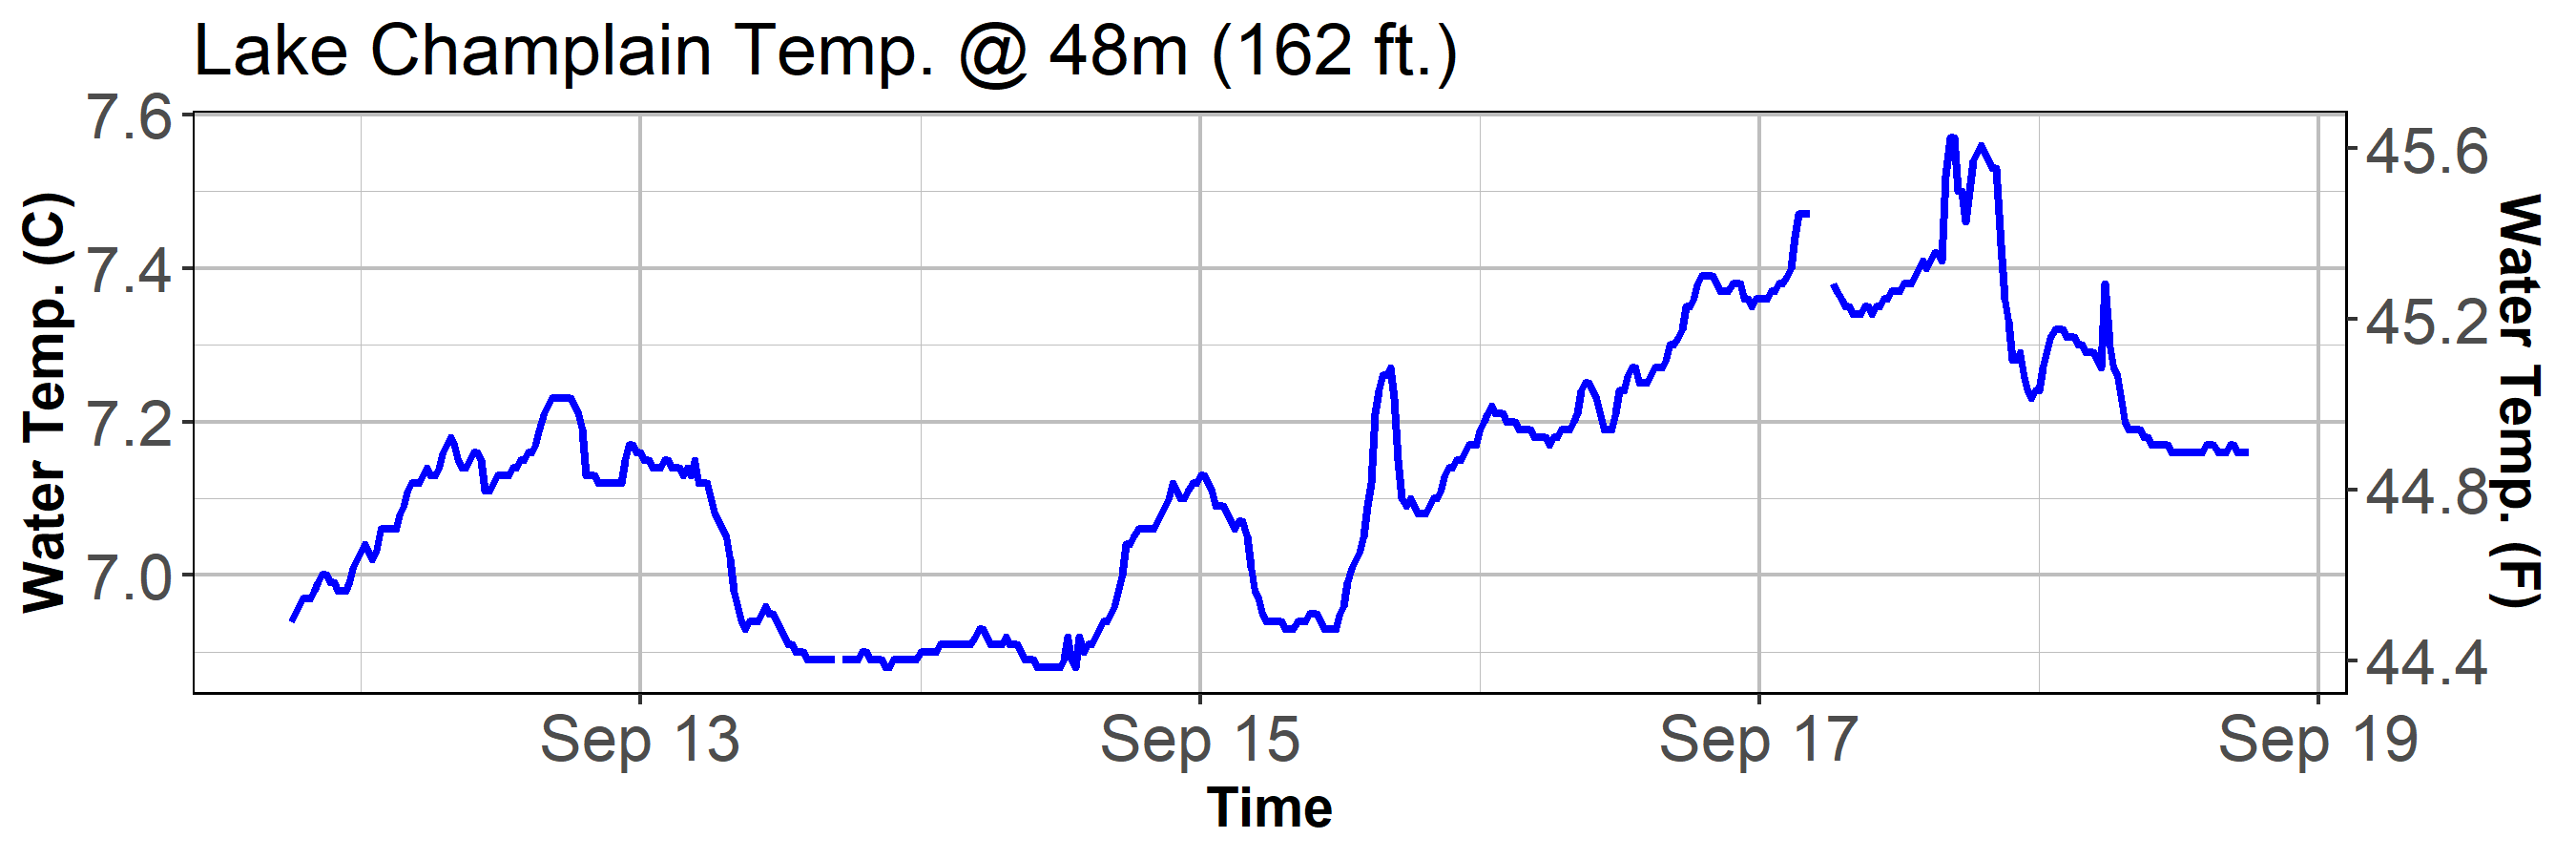 Lake Champlain Temp. @ 48m (162 ft.)
Water Temp. (C)
7.6
7.4
7.2
7.0
45.6
45.2
44.8
44.4
Water Temp. (F)
Sep 13 Sep 15 Sep 17 Sep 19
Time